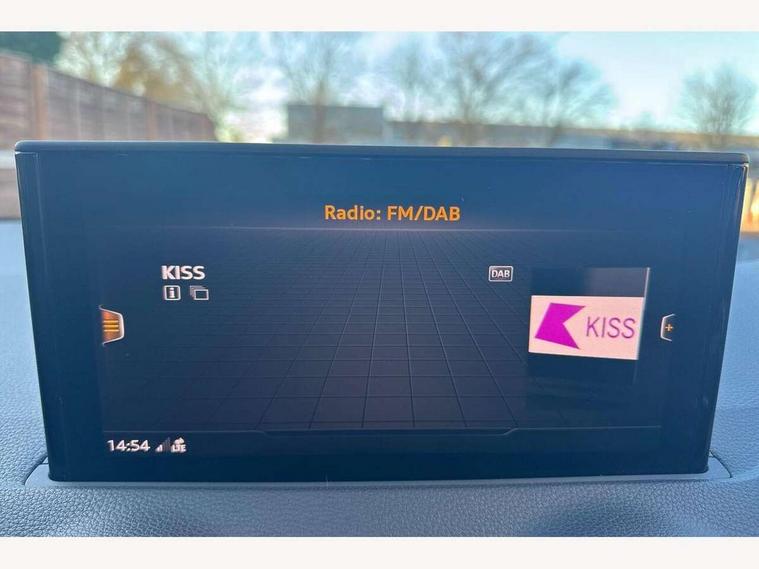 Radio: FM/DAB
KISS
DAB
KISS
14:54
LTE